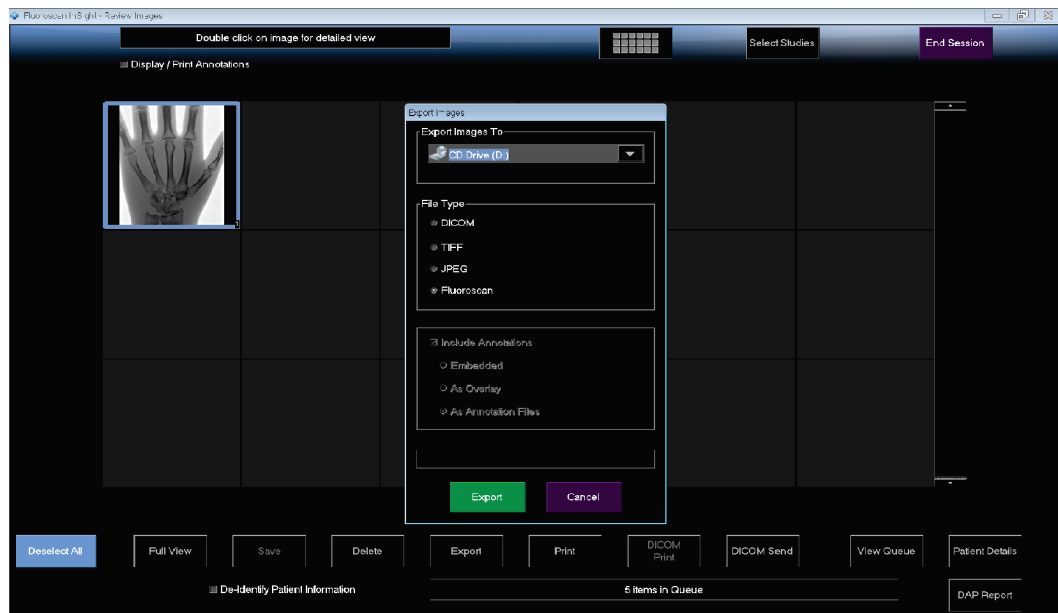 Fluoroscan InSight - Review Images
Double click on image for detailed view
Select Studies
End Session
Display / Print Annotations
1
Export Images
Export Images To
CD Drive (D:)
File Type
DICOM
TIFF
JPEG
Fluoroscan
Include Annotations
Embedded
As Overlay
As Annotation Files
Export
Cancel
Deselect All
Full View
Save
Delete
Export
Print
DICOM
Print
DICOM Send
View Queue
Patient Details
De-Identify Patient Information
5 items in Queue
DAP Report